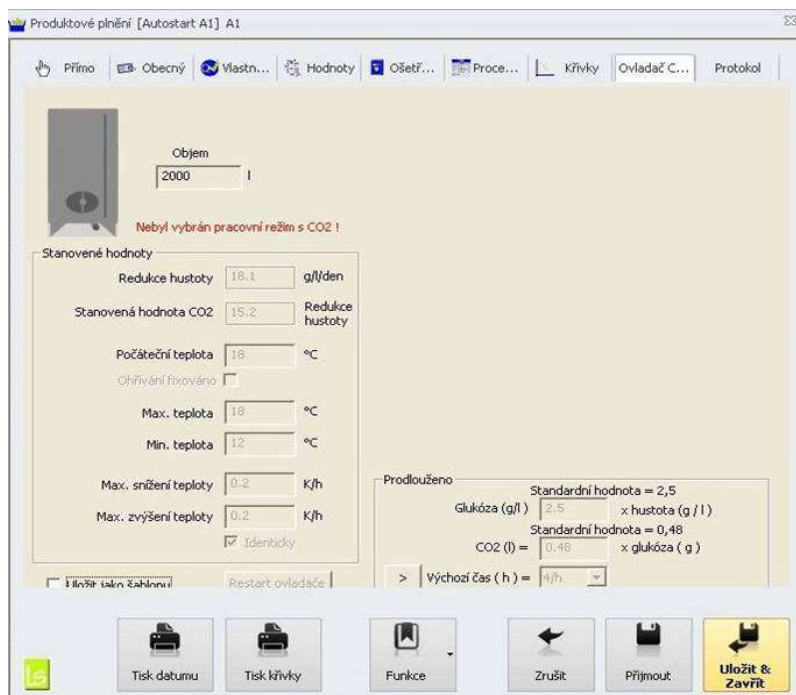 Produktové plnění [Autostart A1] A1
Přímo Obecný Vlastn... Hodnoty Ošetř... Proce... Křivky Ovladač C... Protokol
Objem
2000 l
Nebyl vybrán pracovní režim s CO2 !
Stanovené hodnoty
Redukce hustoty 18.1 g/l/den
Stanovená hodnota CO2 15.2 Redukce hustoty
Počáteční teplota 18 °C
Ohřívání fixováno
Max. teplota 18 °C
Min. teplota 12 °C
Max. snížení teploty 0.2 K/h
Max. zvýšení teploty 0.2 K/h
Identicky
Uložit jako šablonu Restart ovladače
Prodlouženo
Standardní hodnota = 2,5
Glukóza (g/l ) 2.5 x hustota (g / l )
Standardní hodnota = 0,48
CO2 (l) = 0.48 x glukóza ( g )
> Výchozí čas ( h ) = 4/h
ls
Tisk datumu Tisk křivky Funkce Zrušit Přijmout Uložit & Zavřít